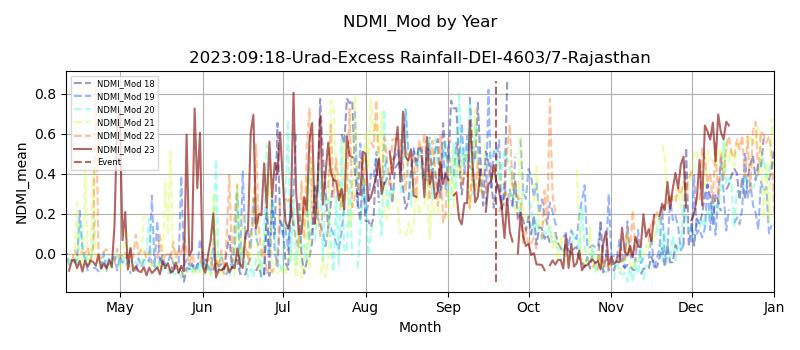 NDMI_Mod by Year
2023:09:18-Urad-Excess Rainfall-DEI-4603/7-Rajasthan
NDMI_Mod 18
NDMI_Mod 19
NDMI_Mod 20
NDMI_Mod 21
NDMI_Mod 22
NDMI_Mod 23
Event
NDMI_mean
0.8
0.6
0.4
0.2
0.0
May Jun Jul Aug Sep Oct Nov Dec Jan
Month